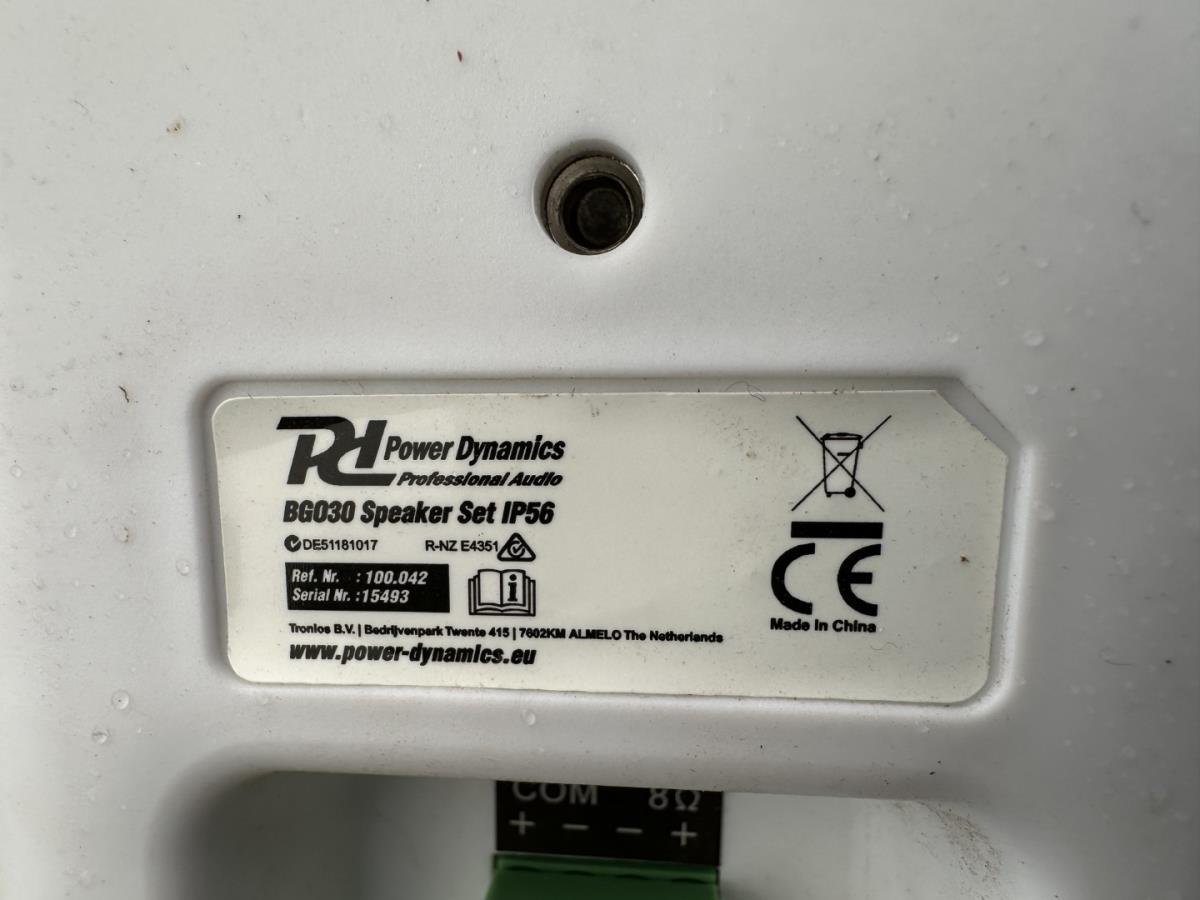 Pd Power Dynamics
Professional Audio
BG030 Speaker Set IP56
DE51181017 R-NZ E4351
Ref. Nr. : 100.042
Serial Nr. : 15493
Tronios B.V. | Bedrijvenpark Twente 415 | 7602KM ALMELO The Netherlands
www.power-dynamics.eu
CE
Made In China
COM 8Ω
+ − − +